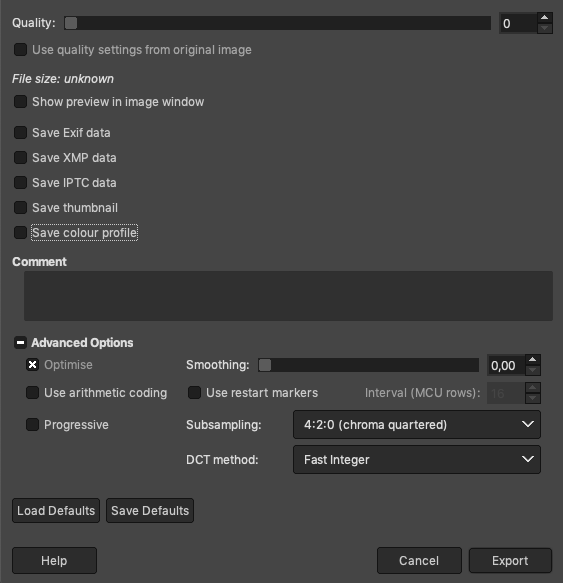 Quality: 0
Use quality settings from original image
File size: unknown
Show preview in image window
Save Exif data
Save XMP data
Save IPTC data
Save thumbnail
Save colour profile
Comment
Advanced Options
Optimise Smoothing: 0,00
Use arithmetic coding Use restart markers Interval (MCU rows): 16
Progressive Subsampling: 4:2:0 (chroma quartered)
DCT method: Fast Integer
Load Defaults Save Defaults
Help Cancel Export